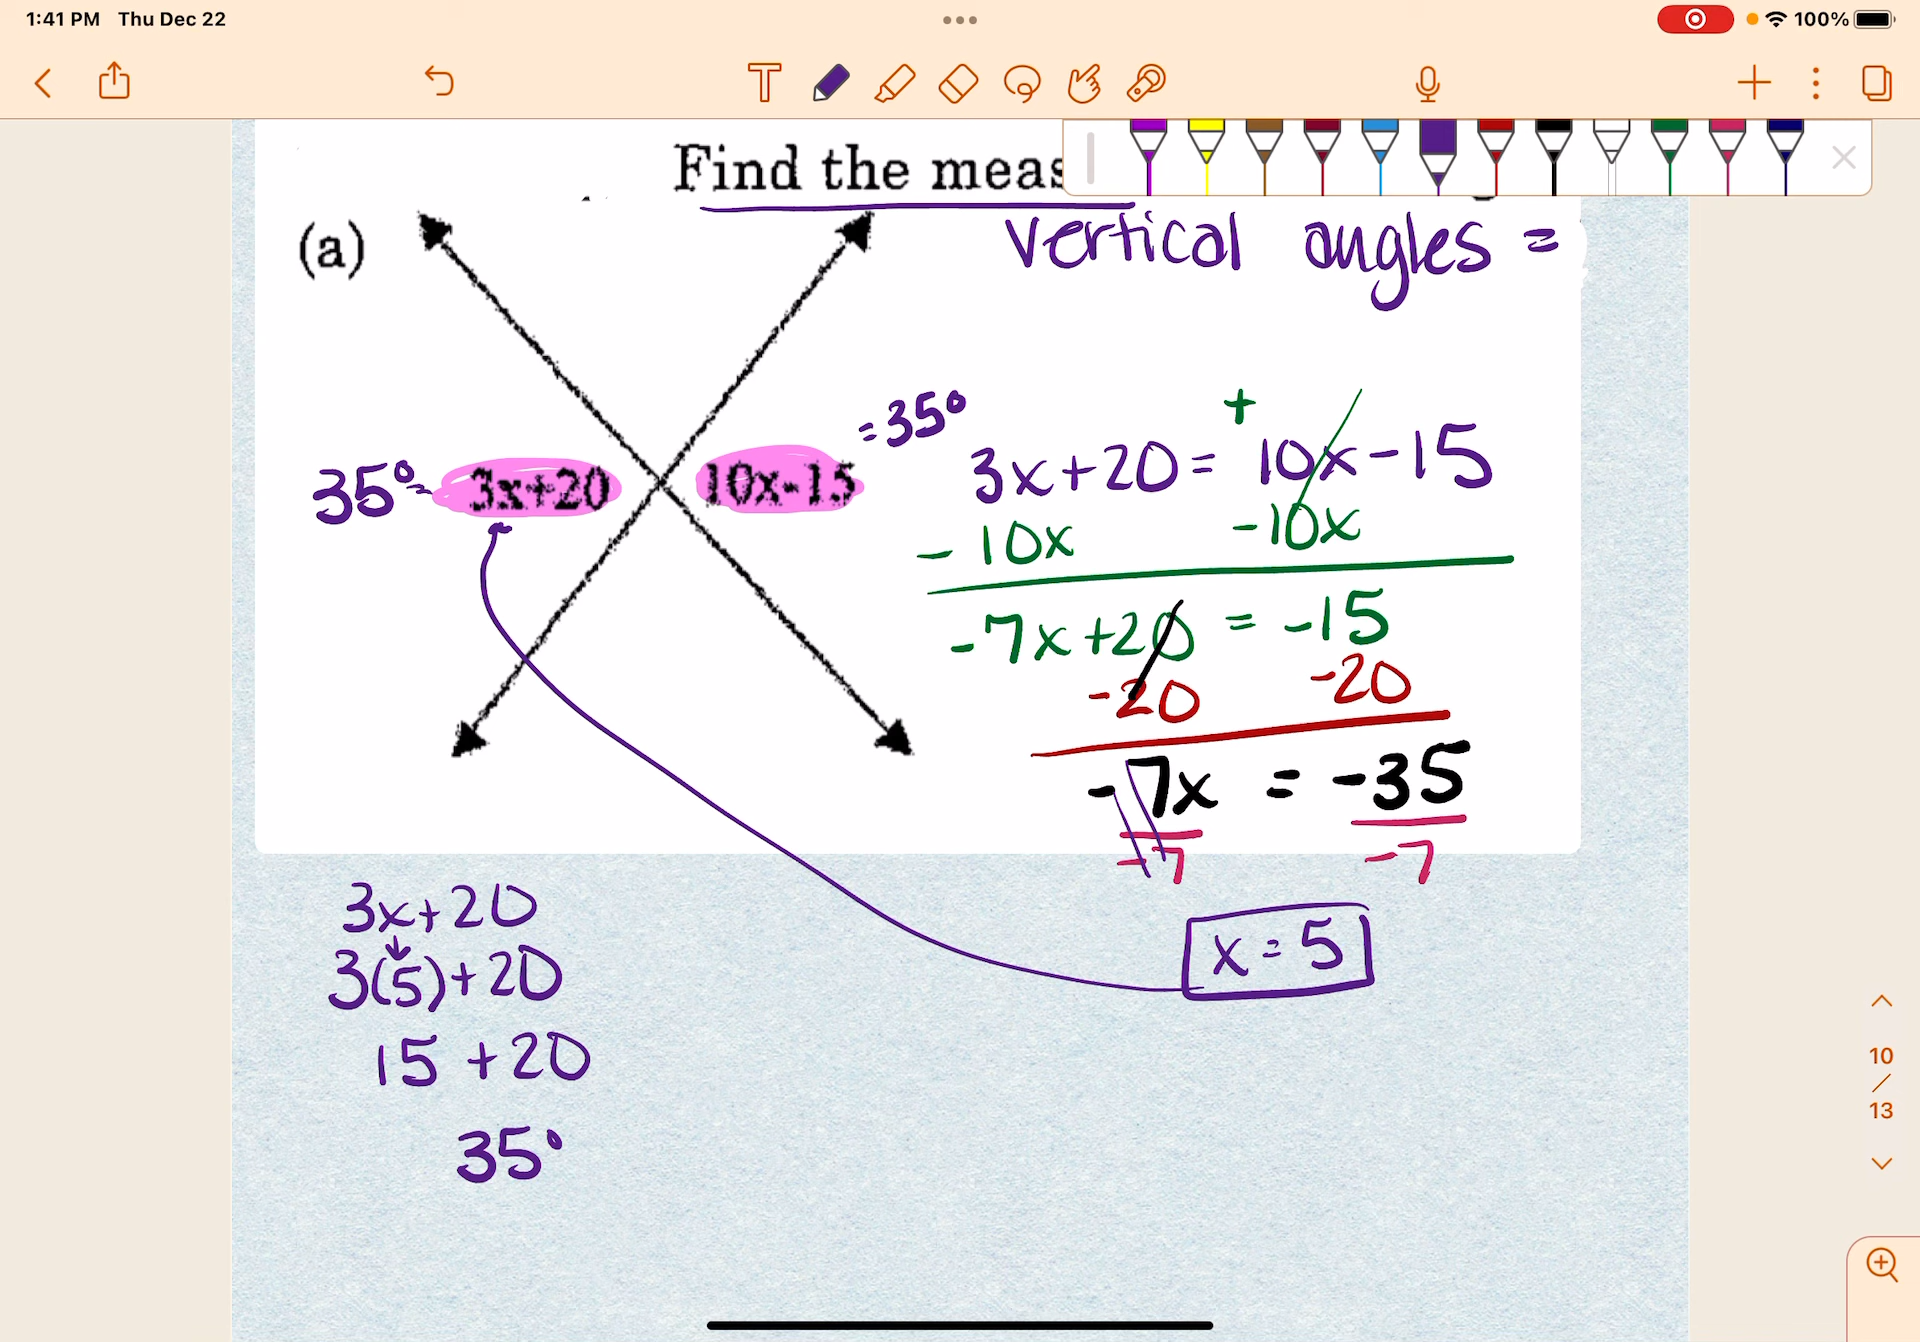 1:41 PM Thu Dec 22
100%
Find the meas
(a)
vertical angles =
= 35°
35° = 3x+20
10x-15
+
3x+20 = 10x-15
-10x -10x
-7x+20 = -15
-20 -20
-7x = -35
-7 -7
x = 5
3x+20
3(5)+20
15 +20
35°
10
/
13